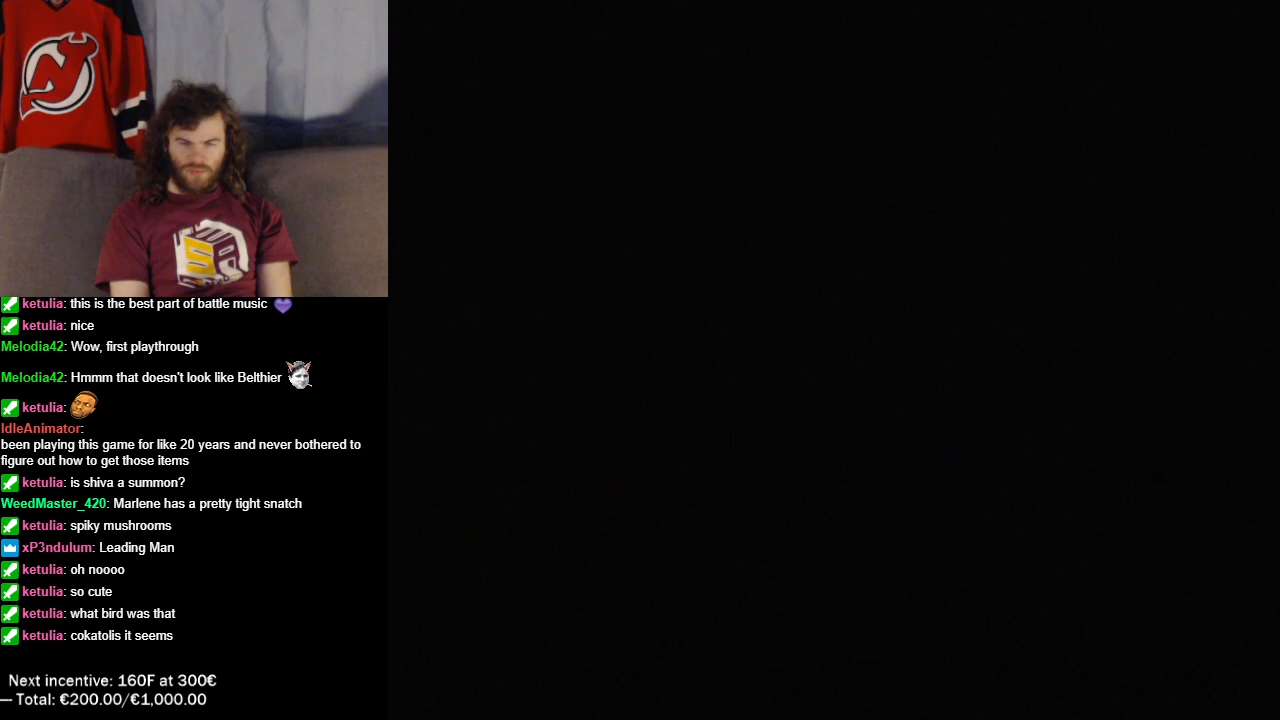 ketulia: this is the best part of battle music
ketulia: nice
Melodia42: Wow, first playthrough
Melodia42: Hmmm that doesn't look like Belthier
ketulia:
IdleAnimator:
been playing this game for like 20 years and never bothered to
figure out how to get those items
ketulia: is shiva a summon?
WeedMaster_420: Marlene has a pretty tight snatch
ketulia: spiky mushrooms
xP3ndulum: Leading Man
ketulia: oh noooo
ketulia: so cute
ketulia: what bird was that
ketulia: cokatolis it seems
Next incentive: 160F at 300€
— Total: €200.00/€1,000.00